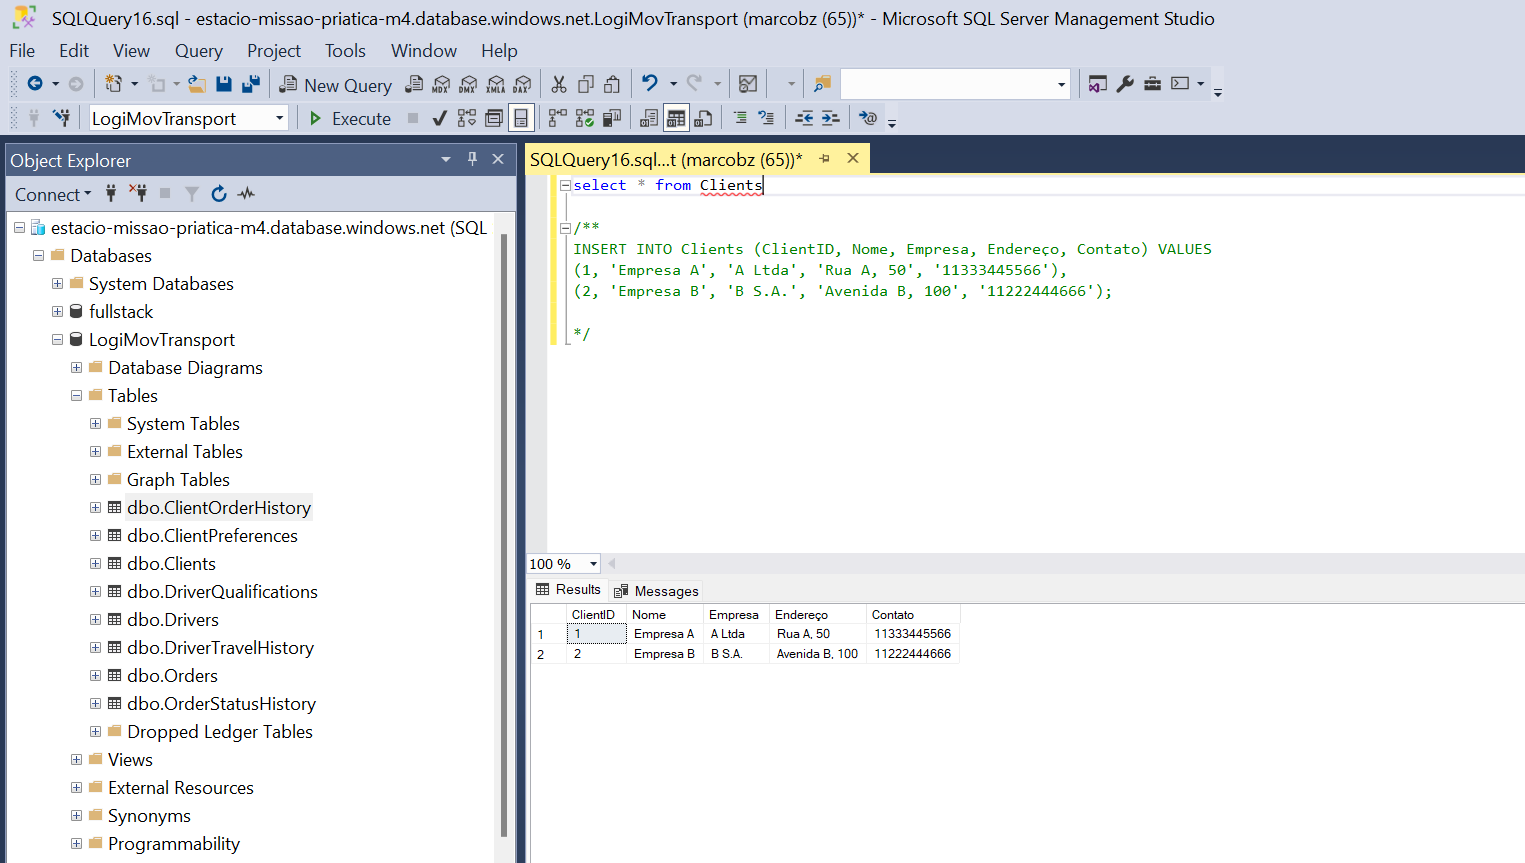 SQLQuery16.sql - estacio-missao-priatica-m4.database.windows.net.LogiMovTransport (marcobz (65))* - Microsoft SQL Server Management Studio
File Edit View Query Project Tools Window Help
New Query MDX DMX XMLA DAX
LogiMovTransport Execute
Object Explorer
Connect
estacio-missao-priatica-m4.database.windows.net (SQL
Databases
System Databases
fullstack
LogiMovTransport
Database Diagrams
Tables
System Tables
External Tables
Graph Tables
dbo.ClientOrderHistory
dbo.ClientPreferences
dbo.Clients
dbo.DriverQualifications
dbo.Drivers
dbo.DriverTravelHistory
dbo.Orders
dbo.OrderStatusHistory
Dropped Ledger Tables
Views
External Resources
Synonyms
Programmability
SQLQuery16.sql...t (marcobz (65))*
select * from Clients
/**
INSERT INTO Clients (ClientID, Nome, Empresa, Endereço, Contato) VALUES
(1, 'Empresa A', 'A Ltda', 'Rua A, 50', '11333445566'),
(2, 'Empresa B', 'B S.A.', 'Avenida B, 100', '11222444666');
*/
100 %
Results Messages
ClientID Nome Empresa Endereço Contato
1 1 Empresa A A Ltda Rua A, 50 11333445566
2 2 Empresa B B S.A. Avenida B, 100 11222444666